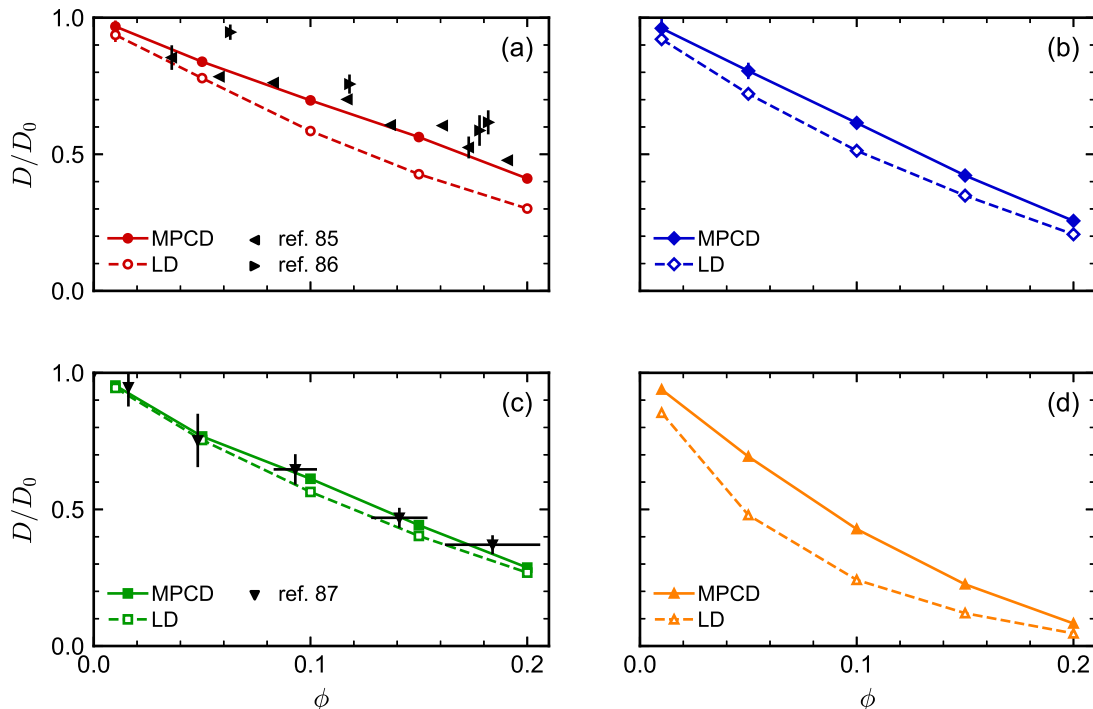 1.0
(a)
(b)
D/D₀
0.5
MPCD
ref. 85
MPCD
LD
ref. 86
LD
0.0
1.0
(c)
(d)
D/D₀
0.5
MPCD
ref. 87
MPCD
LD
LD
0.0
0.0
0.1
0.2
0.0
0.1
0.2
ϕ
ϕ